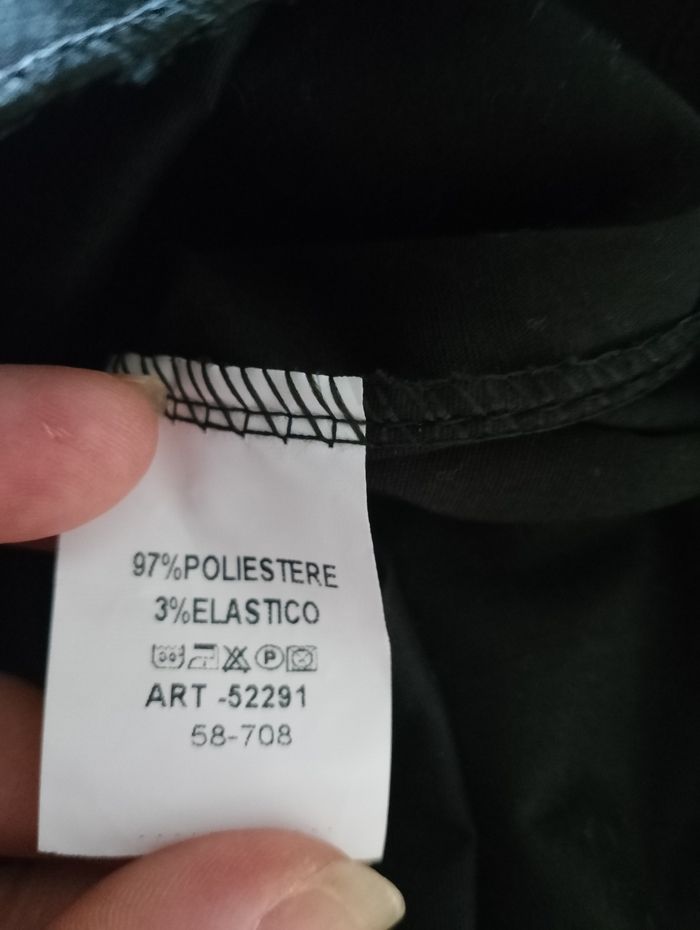 97%POLIESTERE
3%ELASTICO
P
ART -52291
58-708